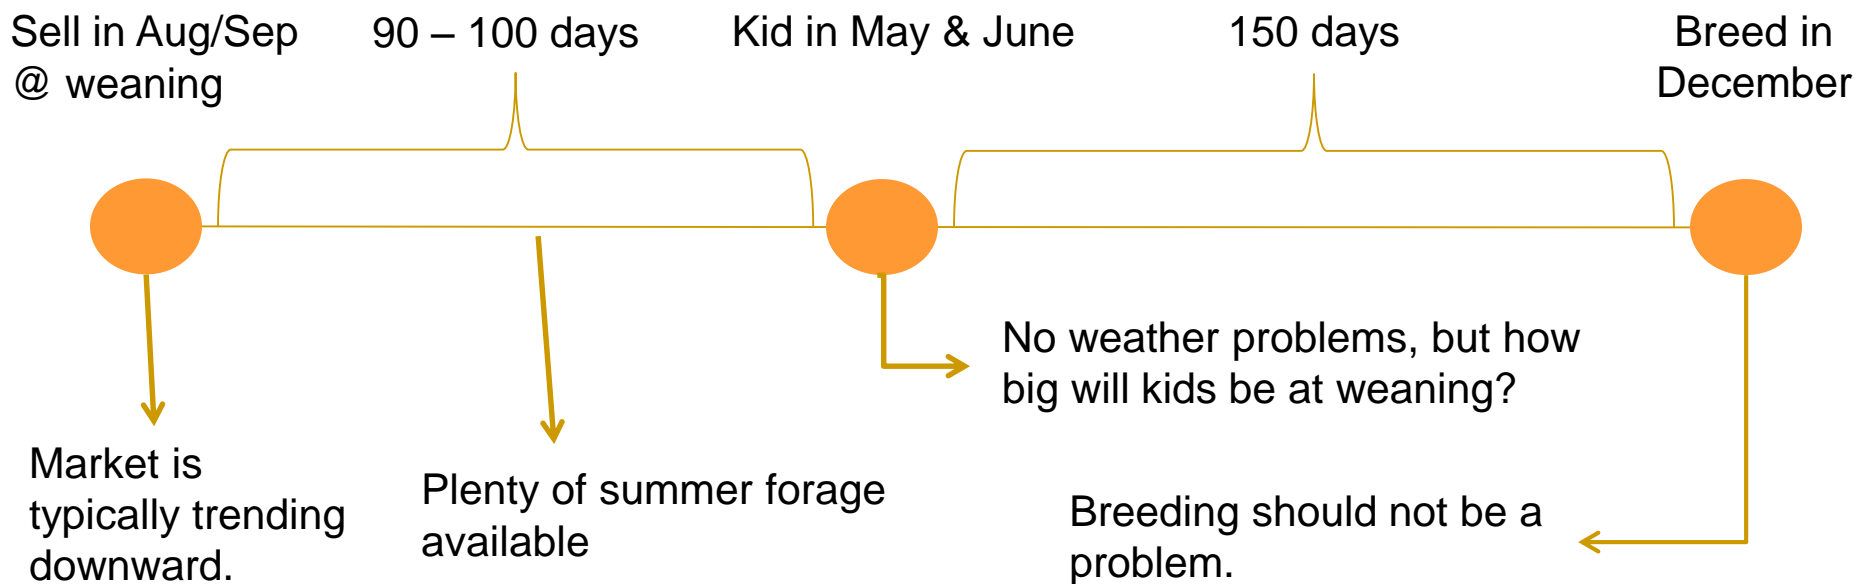 Sell in Aug/Sep
@ weaning
90 – 100 days
Kid in May & June
150 days
Breed in
December
No weather problems, but how
big will kids be at weaning?
Market is
typically trending
downward.
Plenty of summer forage
available
Breeding should not be a
problem.